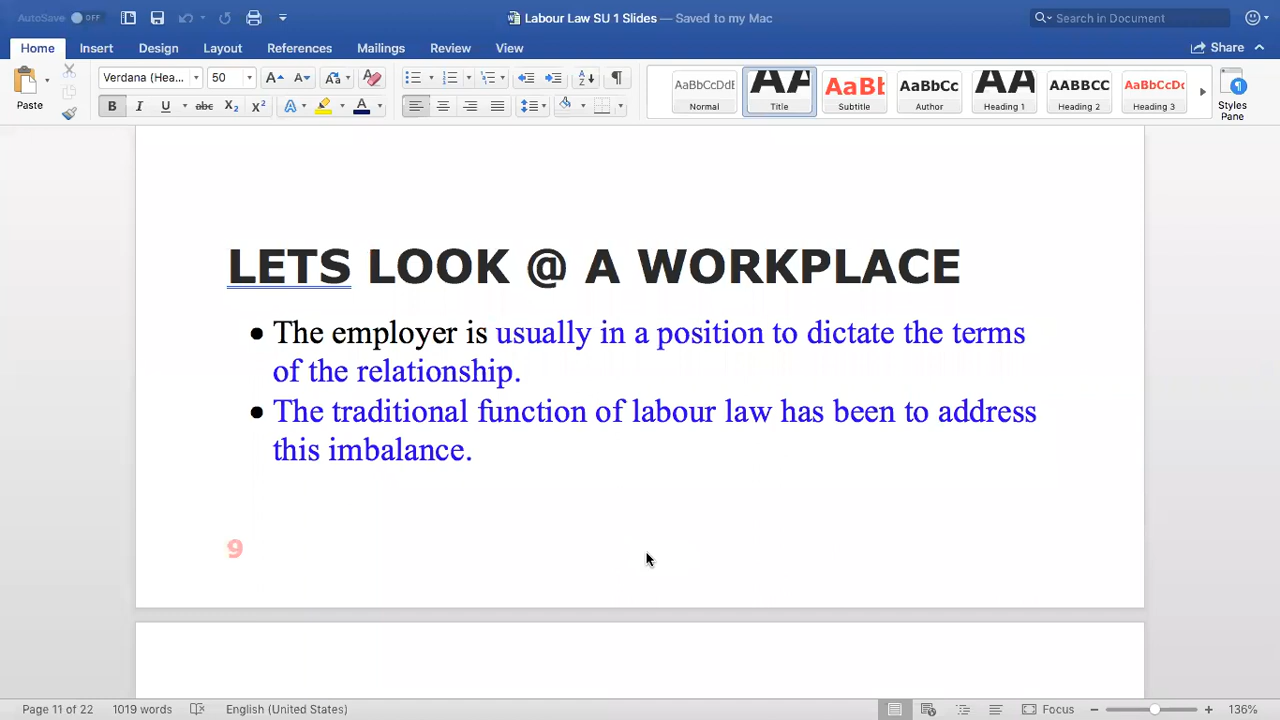 AutoSave OFF
Labour Law SU 1 Slides — Saved to my Mac
Search in Document
Home Insert Design Layout References Mailings Review View
Share
Paste
Verdana (Hea... 50
AaBbCcDdE AA AaBb AaBbCc AA AABBCC AaBbCcDc
Normal Title Subtitle Author Heading 1 Heading 2 Heading 3
Styles
Pane
LETS LOOK @ A WORKPLACE
• The employer is usually in a position to dictate the terms
of the relationship.
• The traditional function of labour law has been to address
this imbalance.
9
Page 11 of 22 1019 words English (United States) Focus 136%